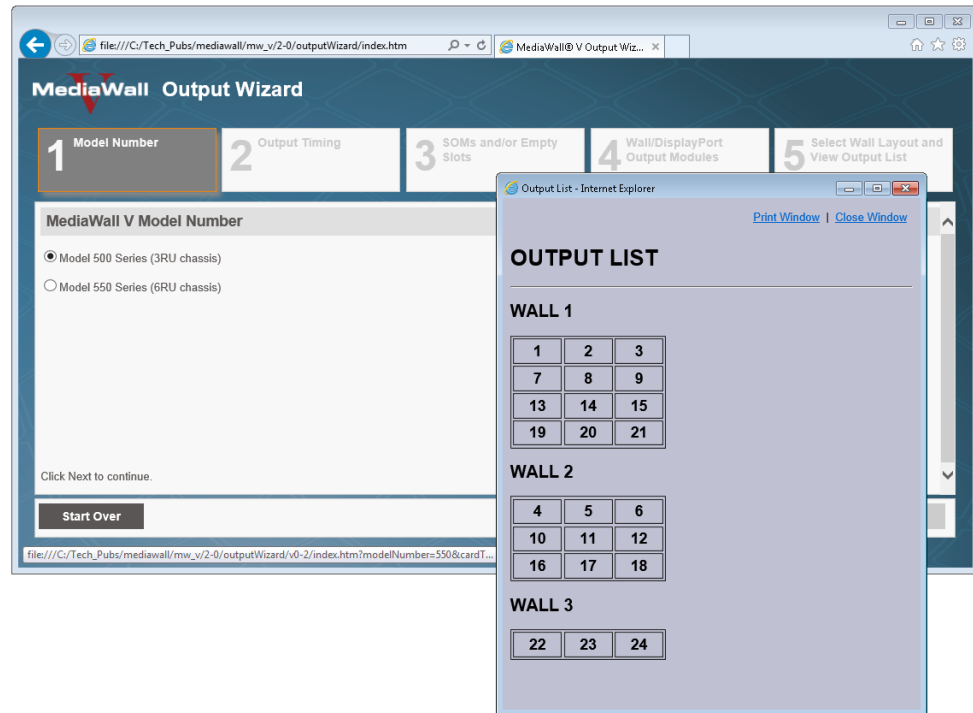 file:///C:/Tech_Pubs/mediawall/mw_v/2-0/outputWizard/index.htm
MediaWall® V Output Wiz...
MediaWall V Output Wizard
1 Model Number
2 Output Timing
3 SOMs and/or Empty Slots
4 Wall/DisplayPort Output Modules
5 Select Wall Layout and View Output List
MediaWall V Model Number
Model 500 Series (3RU chassis)
Model 550 Series (6RU chassis)
Click Next to continue.
Start Over
file:///C:/Tech_Pubs/mediawall/mw_v/2-0/outputWizard/v0-2/index.htm?modelNumber=550&cardT...
Output List - Internet Explorer
Print Window | Close Window
OUTPUT LIST
WALL 1
1 2 3
7 8 9
13 14 15
19 20 21
WALL 2
4 5 6
10 11 12
16 17 18
WALL 3
22 23 24